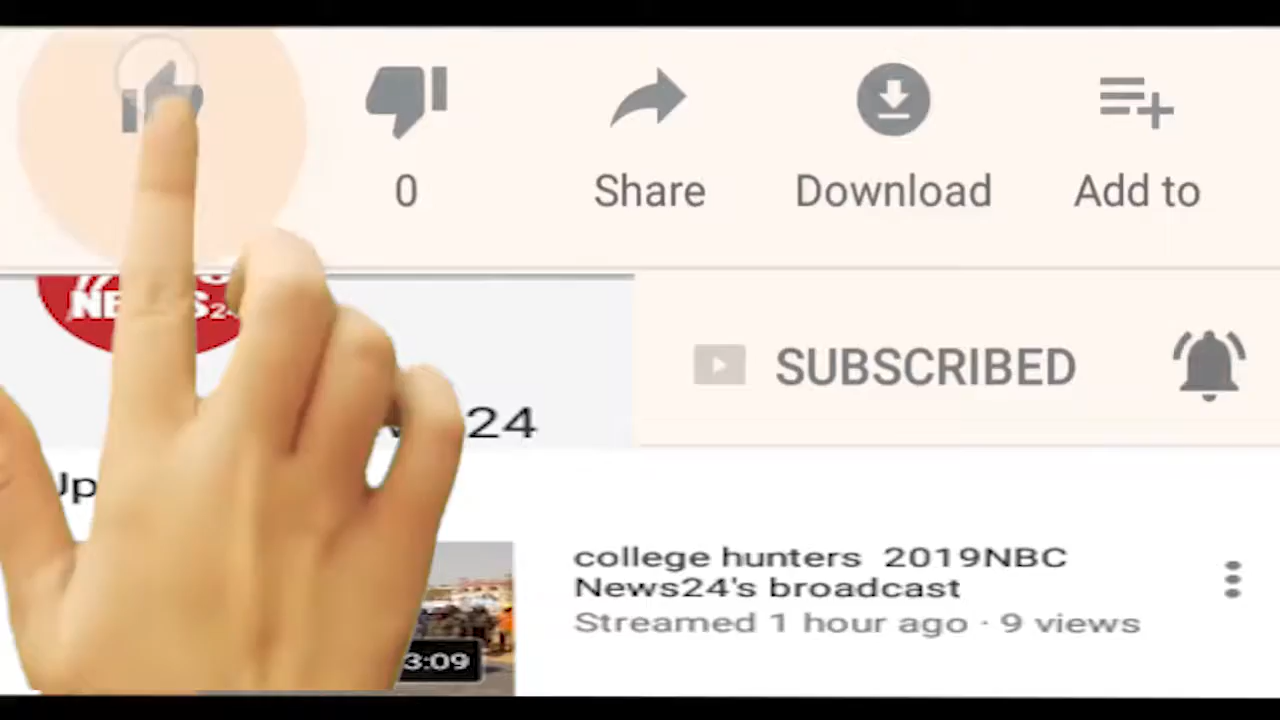 0
Share
Download
Add to
SUBSCRIBED
24
college hunters 2019NBC
News24's broadcast
Streamed 1 hour ago · 9 views
3:09